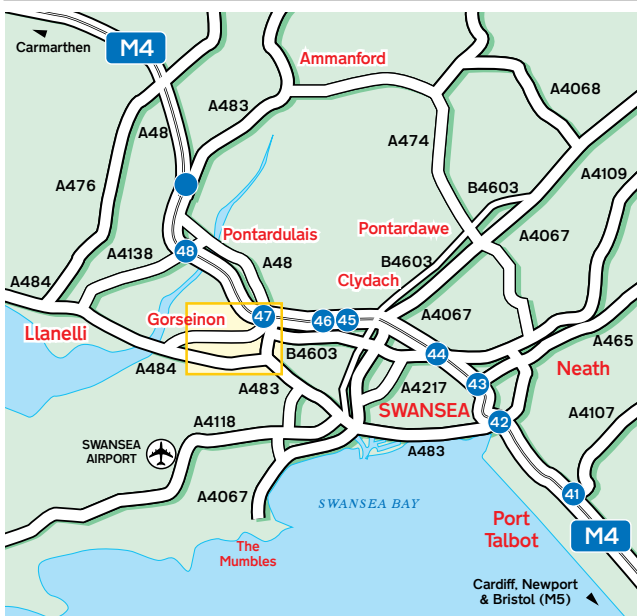 Carmarthen
M4
Ammanford
A483
A4068
A48
A474
A4109
A476
B4603
Pontardulais
Pontardawe
A4067
A4138
B4603
48
A48
A484
Clydach
Gorseinon
47
46
45
A4067
Llanelli
A465
B4603
44
A484
Neath
A483
A4217
43
SWANSEA
A4107
A4118
42
SWANSEA
AIRPORT
A483
A4067
41
SWANSEA BAY
Port
Talbot
M4
The
Mumbles
Cardiff, Newport
& Bristol (M5)